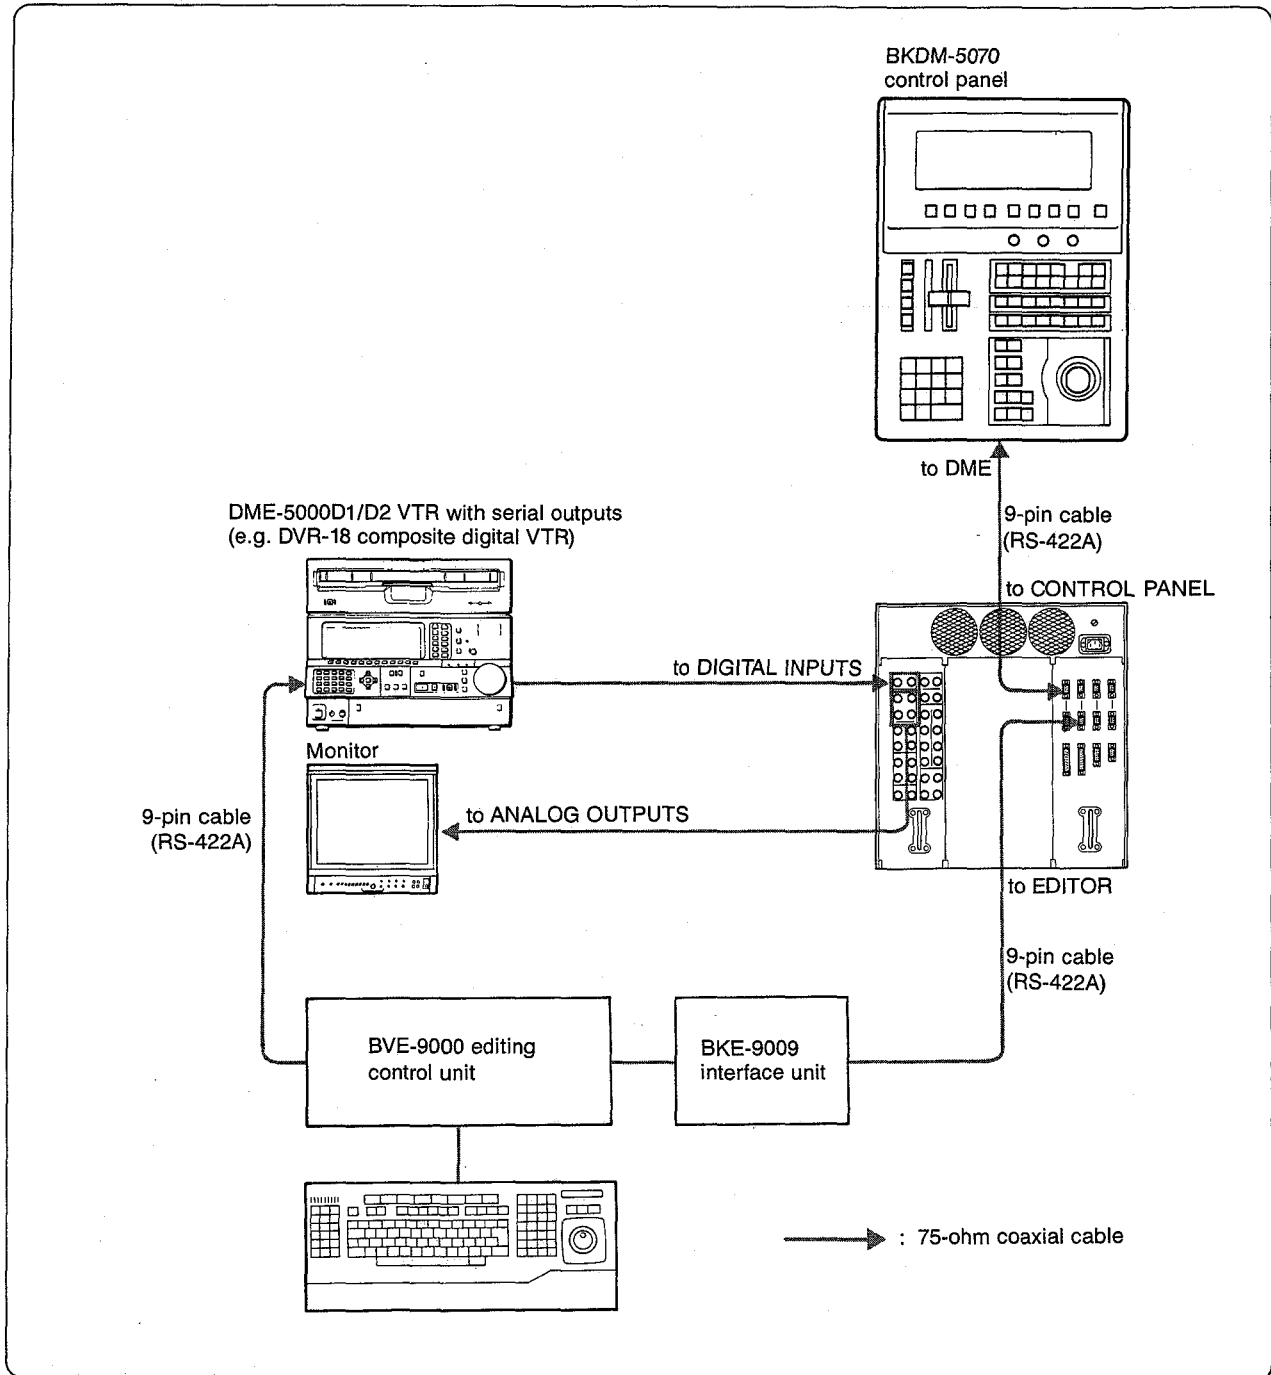 BKDM-5070
control panel
to DME
DME-5000D1/D2 VTR with serial outputs
(e.g. DVR-18 composite digital VTR)
9-pin cable
(RS-422A)
to CONTROL PANEL
to DIGITAL INPUTS
Monitor
9-pin cable
(RS-422A)
to ANALOG OUTPUTS
to EDITOR
9-pin cable
(RS-422A)
BVE-9000 editing
control unit
BKE-9009
interface unit
: 75-ohm coaxial cable